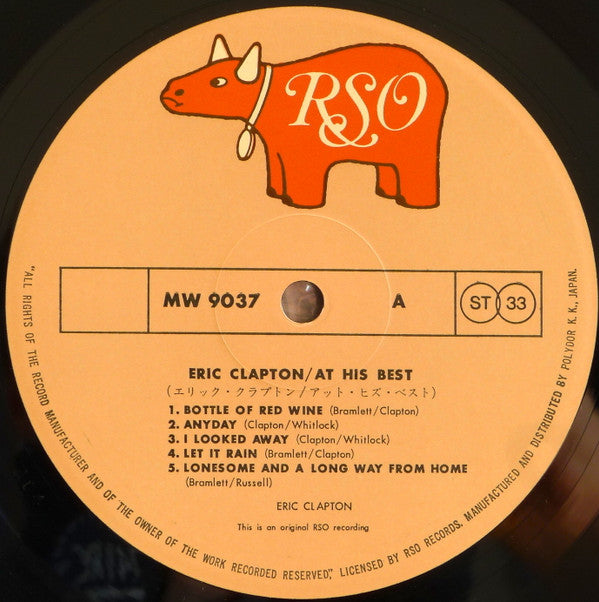 RSO
MW 9037 A ST 33
ERIC CLAPTON/AT HIS BEST
(エリック・クラプトン/アット・ヒズ・ベスト)
1. BOTTLE OF RED WINE (Bramlett/Clapton)
2. ANYDAY (Clapton/Whitlock)
3. I LOOKED AWAY (Clapton/Whitlock)
4. LET IT RAIN (Bramlett/Clapton)
5. LONESOME AND A LONG WAY FROM HOME
(Bramlett/Russell)
ERIC CLAPTON
This is an original RSO recording
"ALL RIGHTS OF THE RECORD MANUFACTURER AND OF THE OWNER OF THE WORK RECORDED RESERVED," LICENSED BY RSO RECORDS. MANUFACTURED AND DISTRIBUTED BY POLYDOR K. K., JAPAN.